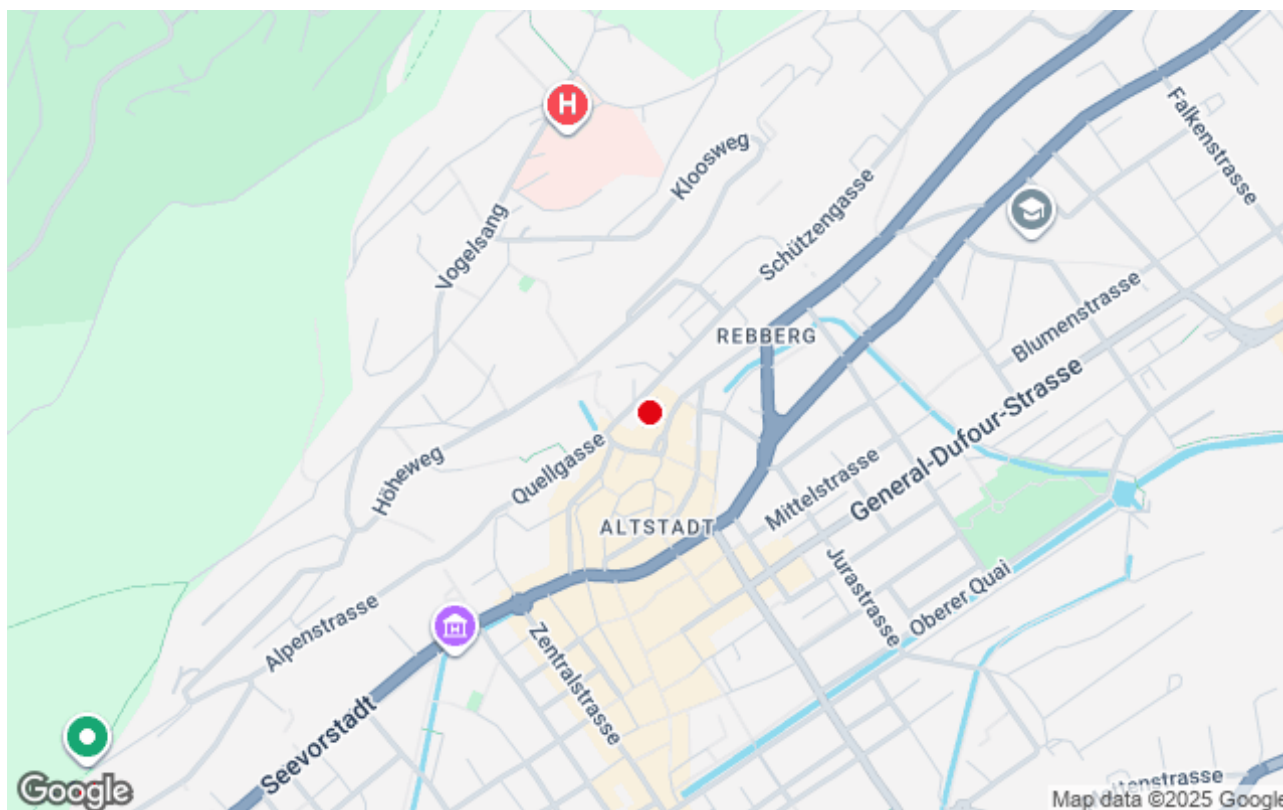 Falkenstrasse
H
Kloosweg
Schützengasse
Vogelsang
Blumenstrasse
REBBERG
General-Dufour-Strasse
Höheweg
Quellgasse
Mittelstrasse
ALTSTADT
Jurastrasse
Oberer Quai
Alpenstrasse
H
Zentralstrasse
Seevorstadt
Google
Map data ©2025 Google